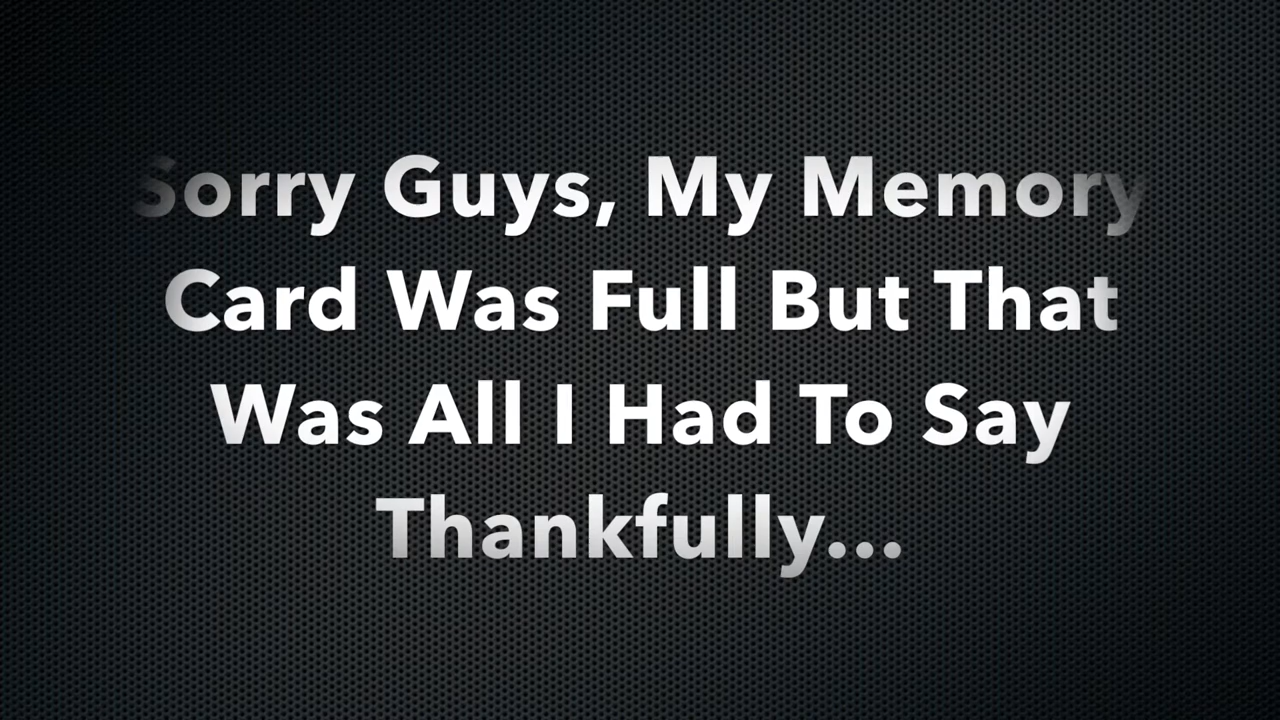 Sorry Guys, My Memory
Card Was Full But That
Was All I Had To Say
Thankfully...